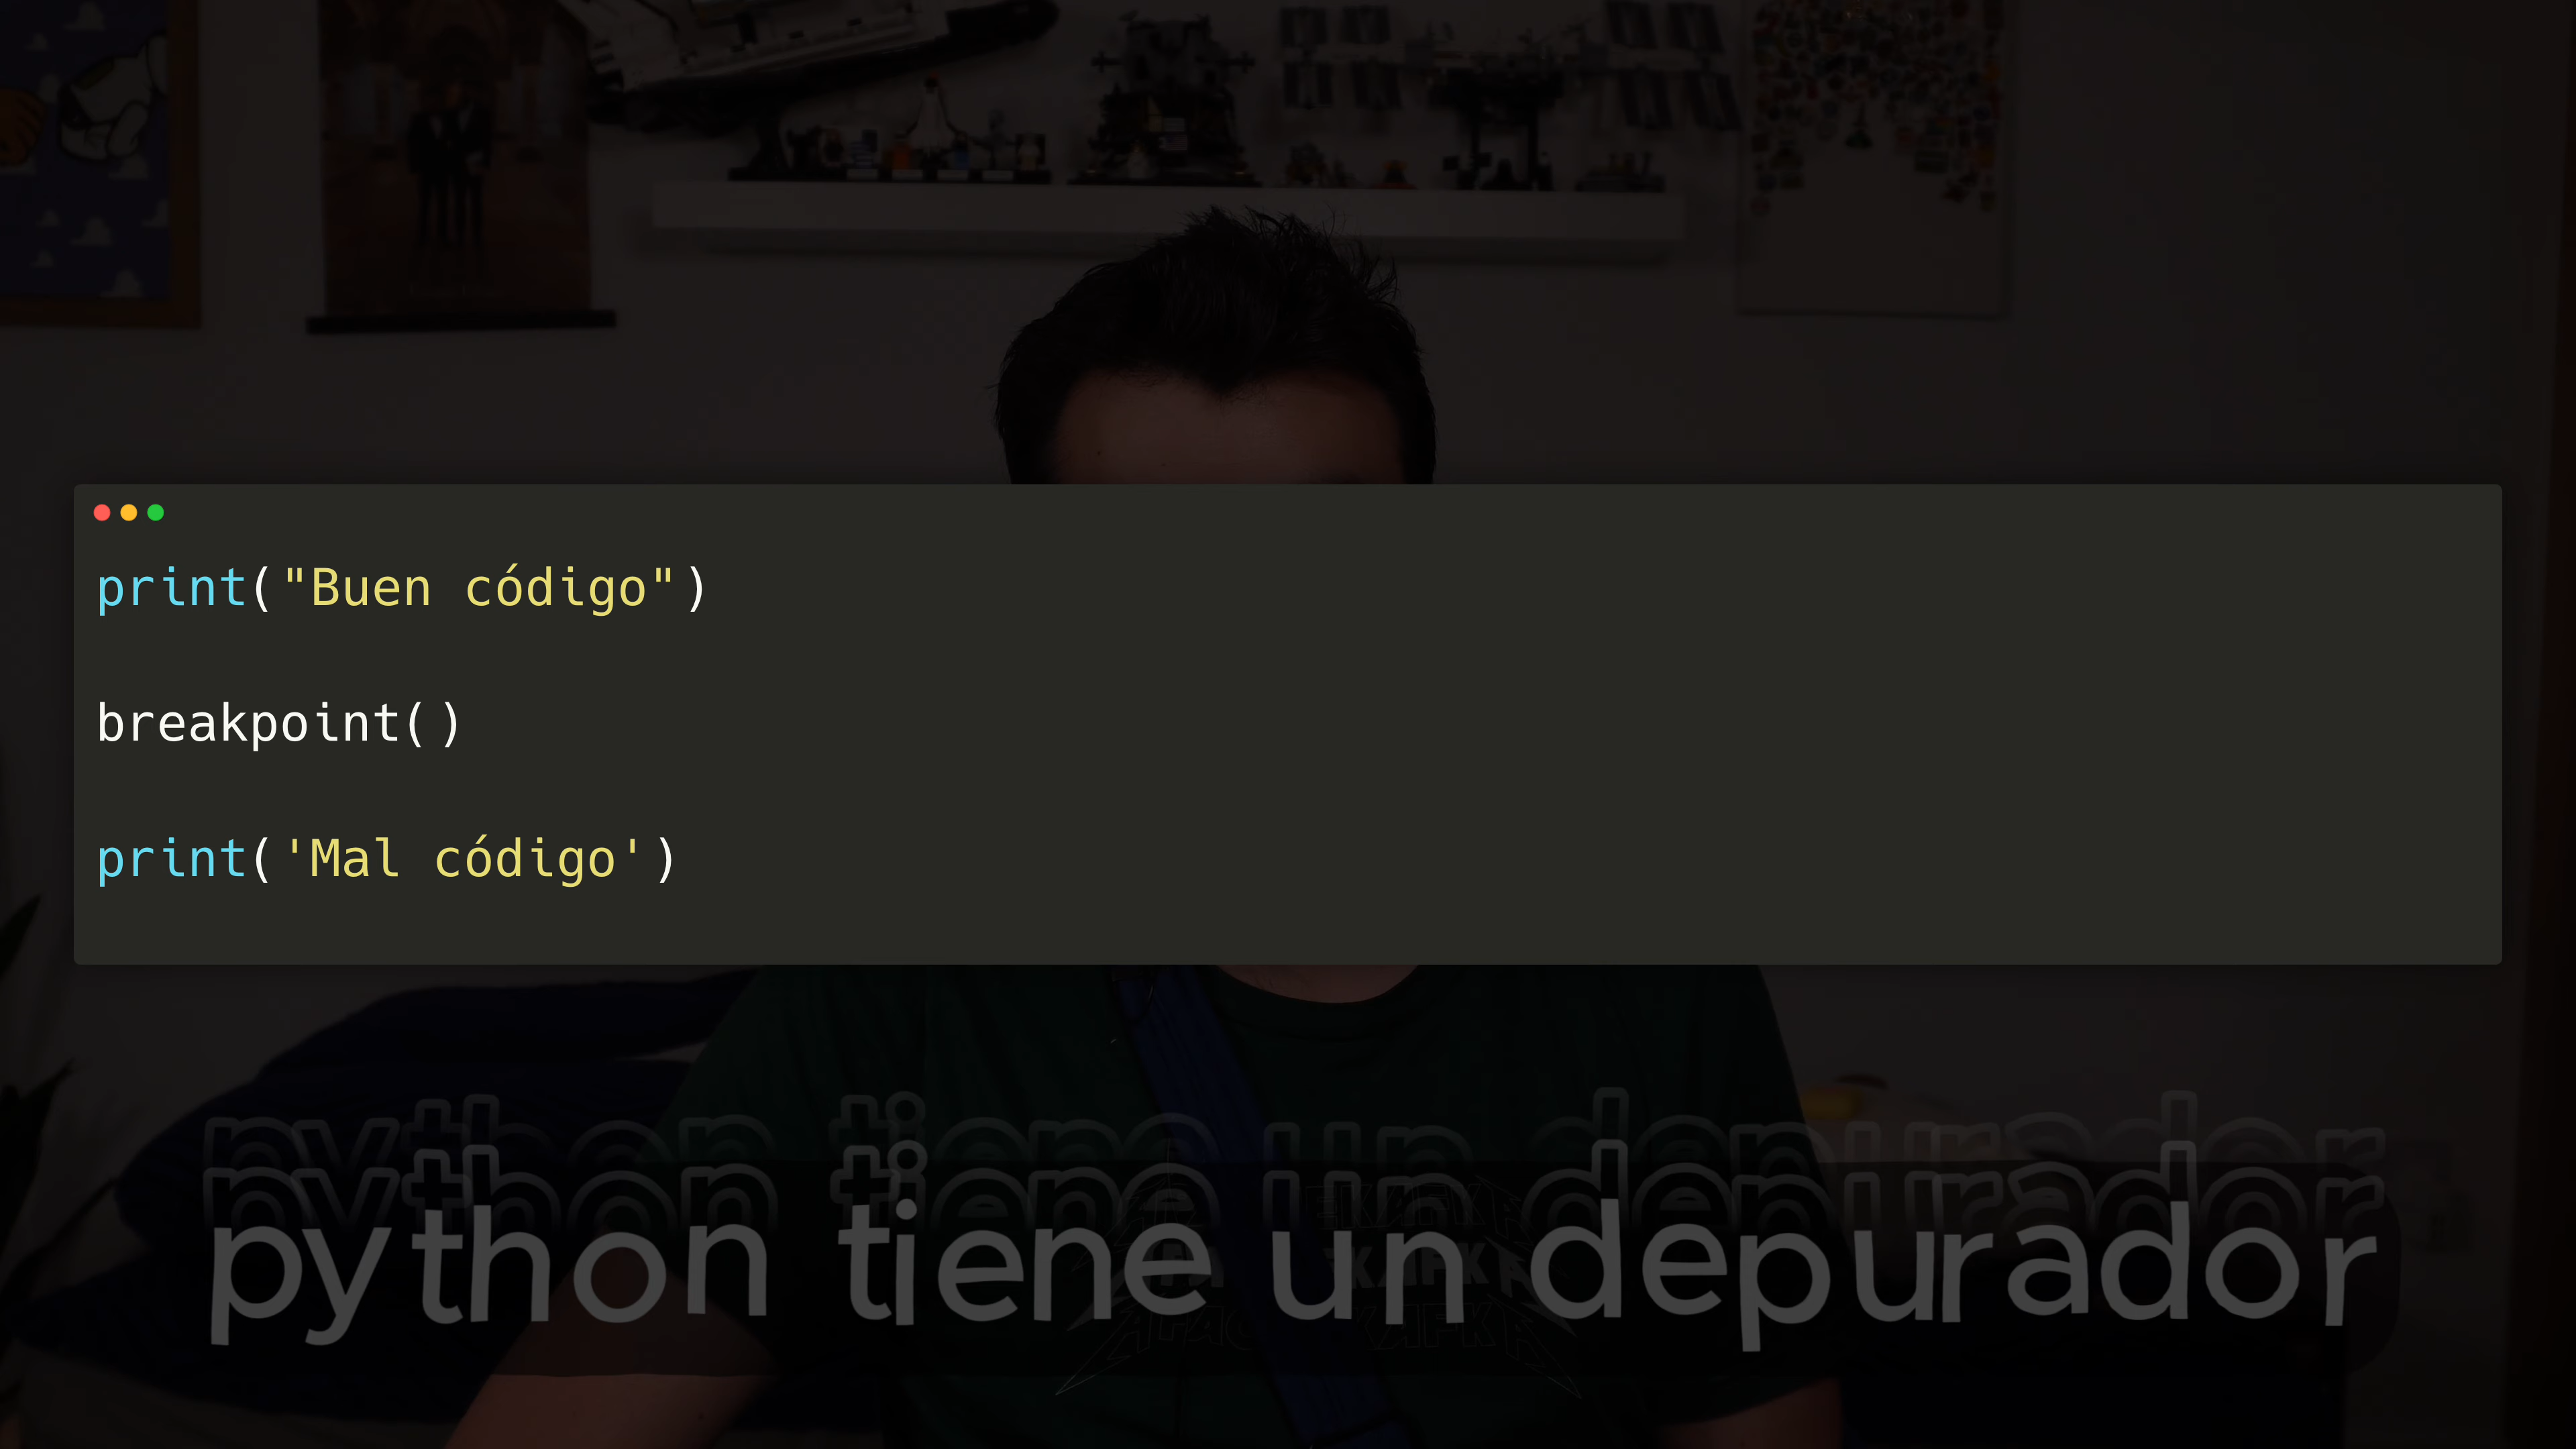 print("Buen código")
breakpoint()
print('Mal código')
python tiene un depurador